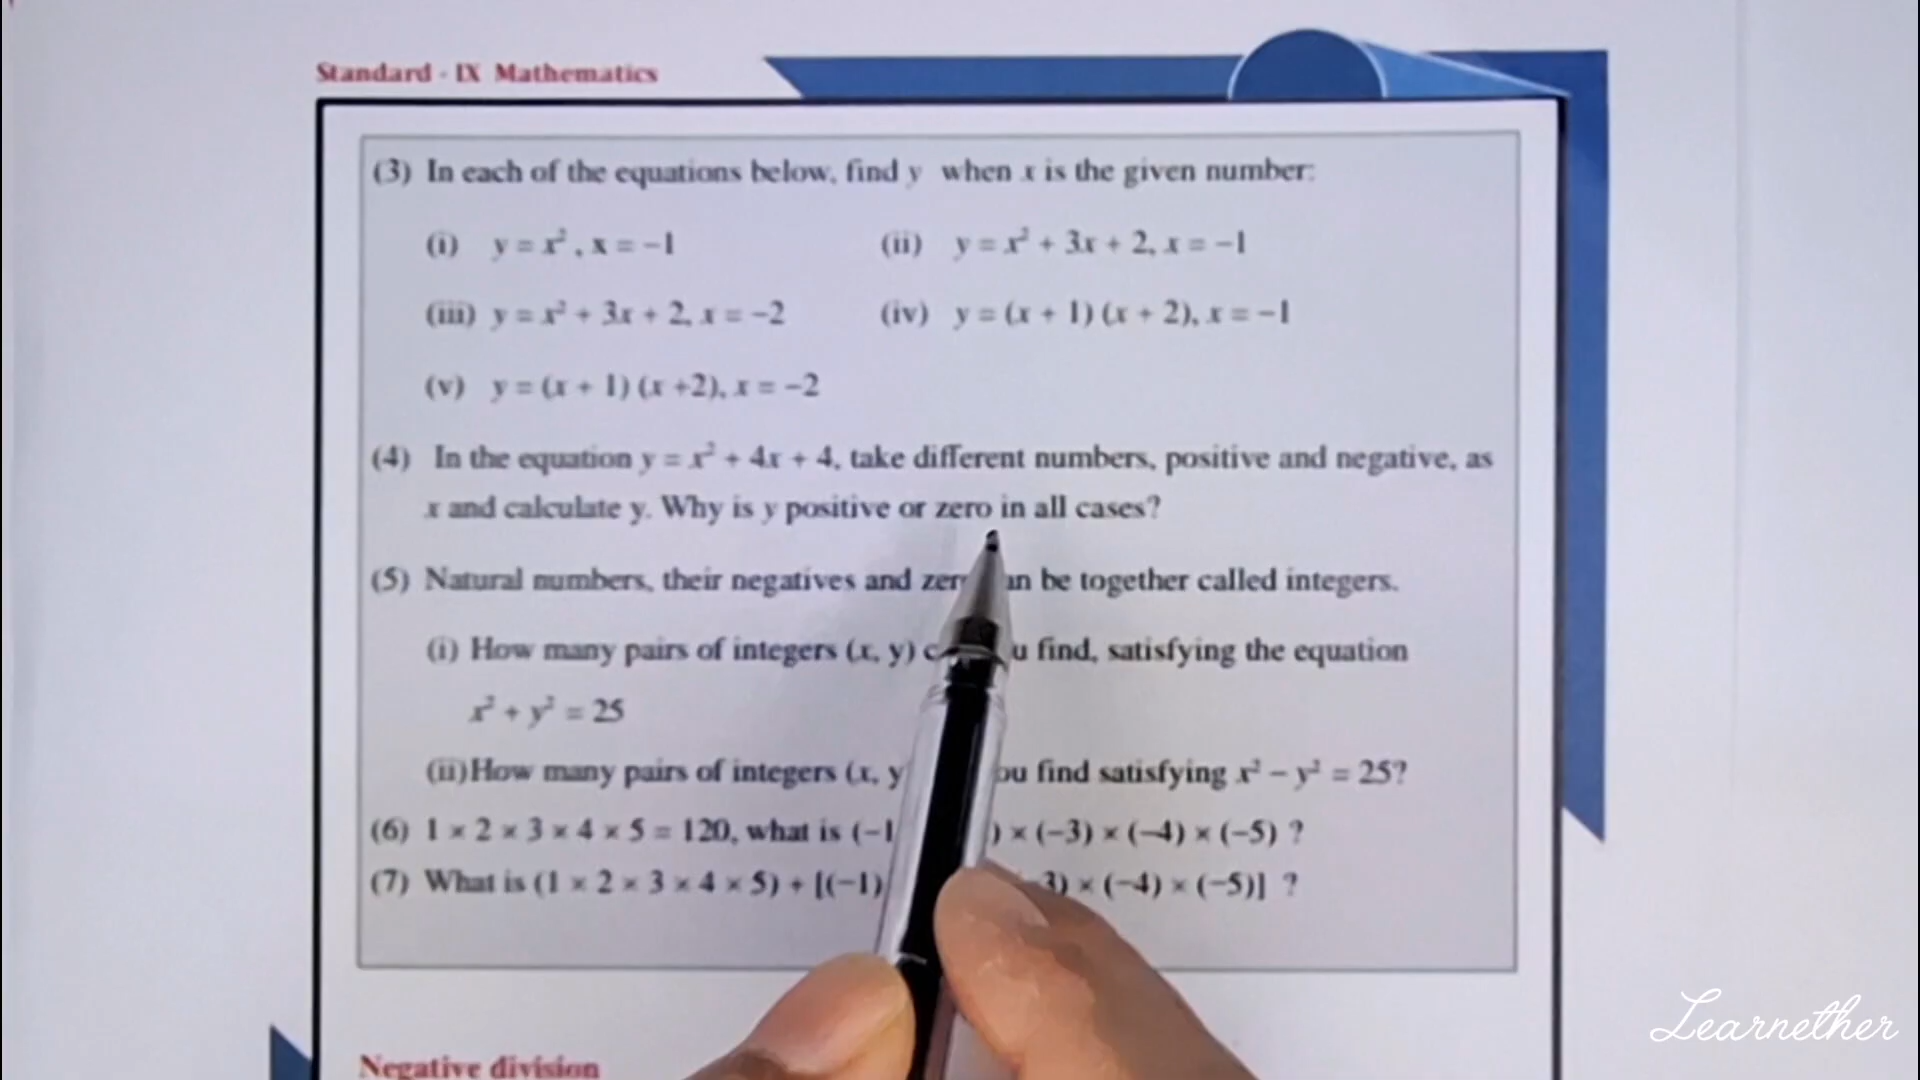 Standard - IX Mathematics
(3) In each of the equations below, find y when x is the given number:
(i) y = x², x = −1 (ii) y = x² + 3x + 2, x = −1
(iii) y = x² + 3x + 2, x = −2 (iv) y = (x + 1) (x + 2), x = −1
(v) y = (x + 1) (x +2), x = −2
(4) In the equation y = x² + 4x + 4, take different numbers, positive and negative, as
x and calculate y. Why is y positive or zero in all cases?
(5) Natural numbers, their negatives and be together called integers.
(i) How many pairs of integers (x, y) find, satisfying the equation
x² + y² = 25
(ii) How many pairs of integers (x, y find satisfying x² − y² = 25?
(6) 1 × 2 × 3 × 4 × 5 = 120, what is (−1 ) × (−3) × (−4) × (−5) ?
(7) What is (1 × 2 × 3 × 4 × 5) + [(−1) 3) × (−4) × (−5)] ?
Negative division
Learnether